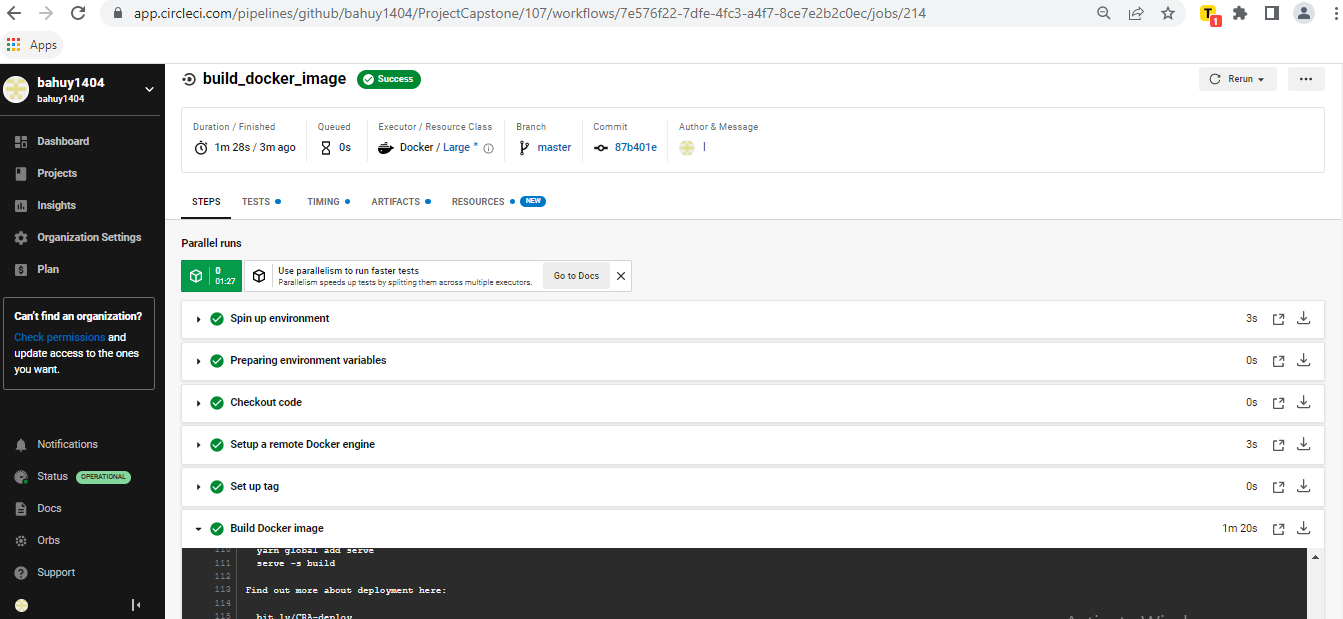 app.circleci.com/pipelines/github/bahuy1404/ProjectCapstone/107/workflows/7e576f22-7dfe-4fc3-a4f7-8ce7e2b2c0ec/jobs/214
T 1
Apps
bahuy1404
bahuy1404
Dashboard
Projects
Insights
Organization Settings
Plan
Can't find an organization?
Check permissions and
update access to the ones
you want.
Notifications
Status OPERATIONAL
Docs
Orbs
Support
build_docker_image Success
Rerun
Duration / Finished
1m 28s / 3m ago
Queued
0s
Executor / Resource Class
Docker / Large *
Branch
master
Commit
87b401e
Author & Message
l
STEPS TESTS TIMING ARTIFACTS RESOURCES NEW
Parallel runs
0
01:27
Use parallelism to run faster tests
Parallelism speeds up tests by splitting them across multiple executors.
Go to Docs
Spin up environment 3s
Preparing environment variables 0s
Checkout code 0s
Setup a remote Docker engine 3s
Set up tag 0s
Build Docker image 1m 20s
110 yarn global add serve
111 serve -s build
112
113 Find out more about deployment here:
114
115 bit.ly/CRA-deploy